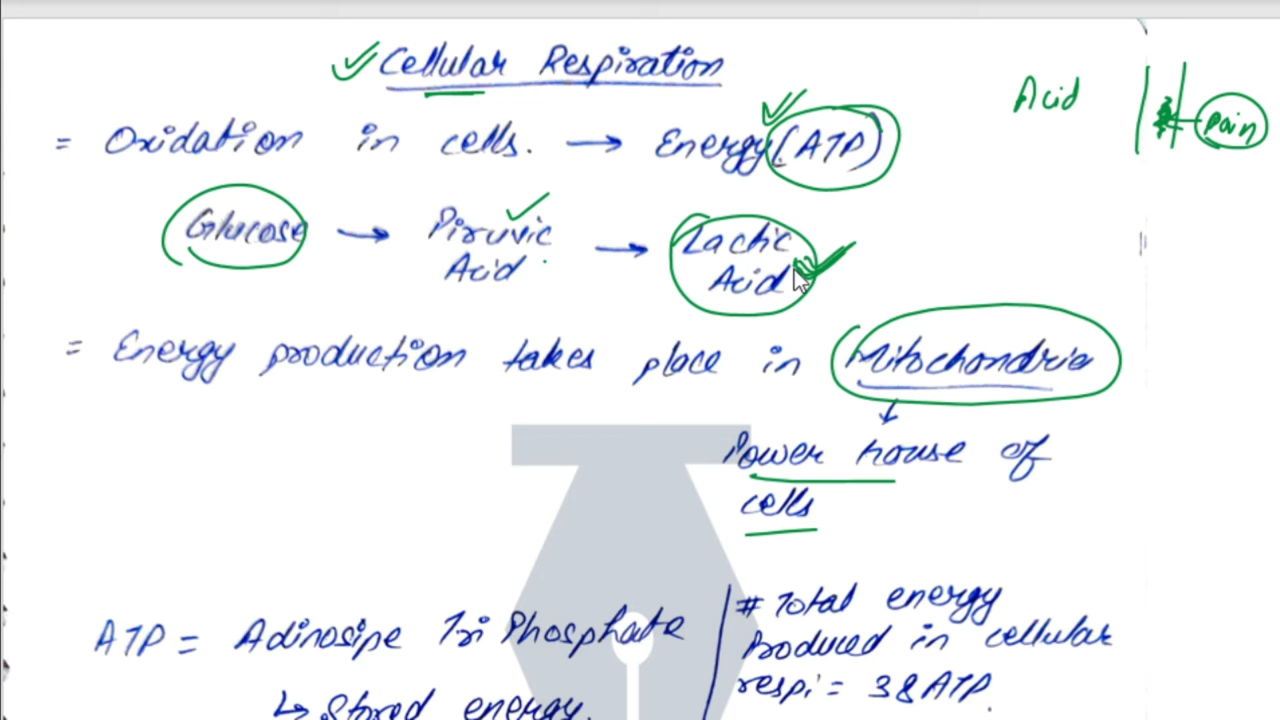 Cellular Respiration
= Oxidation in cells. → Energy (ATP)
Acid
Pain
Glucose → Piruvic Acid → Lactic Acid
= Energy production takes place in Mitochondria
↓
Power house of
cells
ATP = Adinosipe Tri Phosphate
↳ Stored energy.
# Total energy
Produced in cellular
respi = 38 ATP.